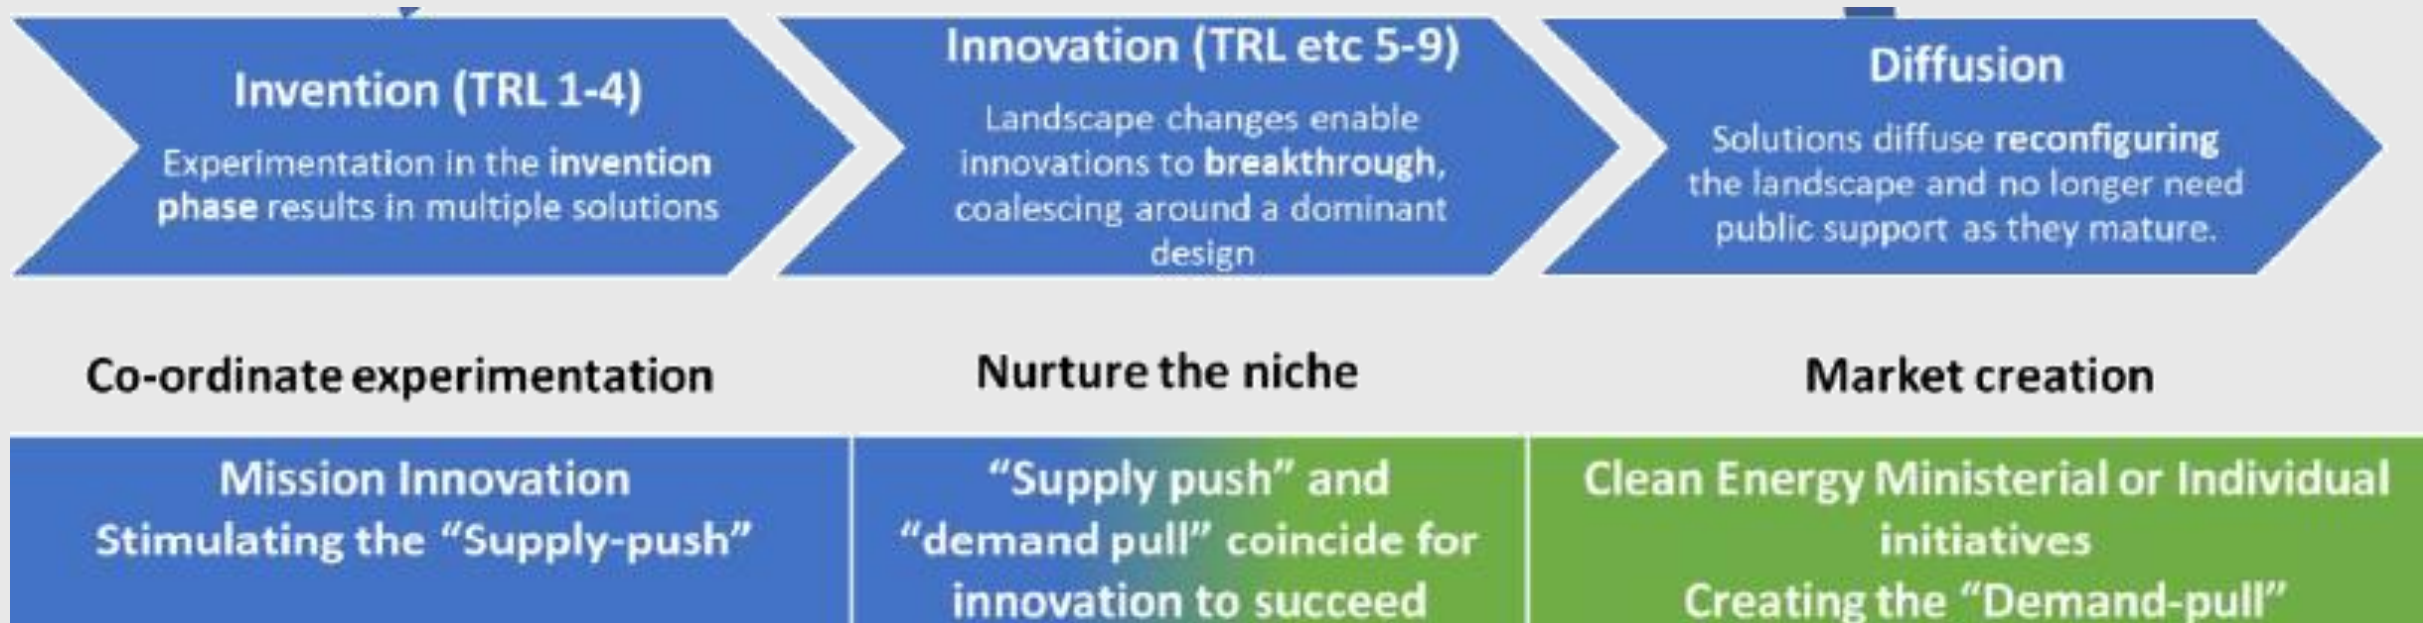 Invention (TRL 1-4)
Experimentation in the invention
phase results in multiple solutions
Innovation (TRL etc 5-9)
Landscape changes enable
innovations to breakthrough,
coalescing around a dominant
design
Diffusion
Solutions diffuse reconfiguring
the landscape and no longer need
public support as they mature.
Co-ordinate experimentation
Nurture the niche
Market creation
Mission Innovation
Stimulating the “Supply-push”
“Supply push” and
“demand pull” coincide for
innovation to succeed
Clean Energy Ministerial or Individual
initiatives
Creating the “Demand-pull”